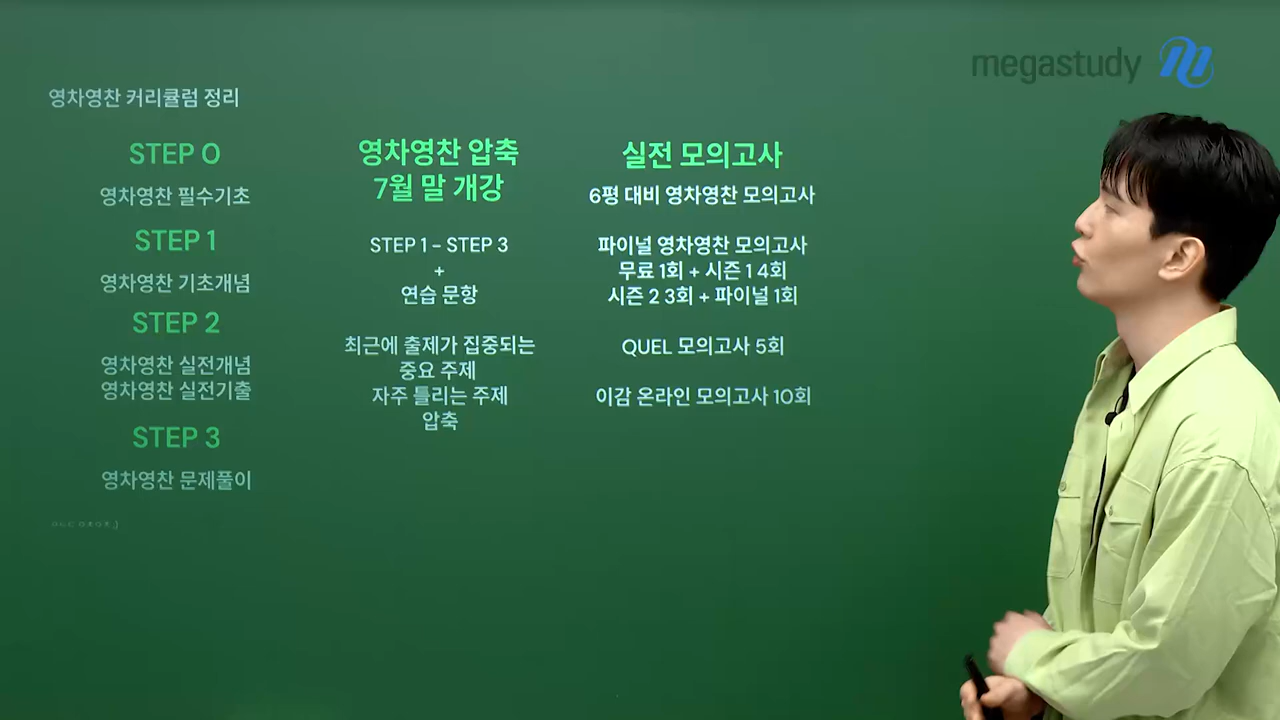 megastudy
영차영찬 커리큘럼 정리
STEP 0
영차영찬 필수기초
STEP 1
영차영찬 기초개념
STEP 2
영차영찬 실전개념
영차영찬 실전기출
STEP 3
영차영찬 문제풀이
영차영찬 압축
7월 말 개강
STEP 1 - STEP 3
+
연습 문항
최근에 출제가 집중되는
중요 주제
자주 틀리는 주제
압축
실전 모의고사
6평 대비 영차영찬 모의고사
파이널 영차영찬 모의고사
무료 1회 + 시즌 1 4회
시즌 2 3회 + 파이널 1회
QUEL 모의고사 5회
이감 온라인 모의고사 10회